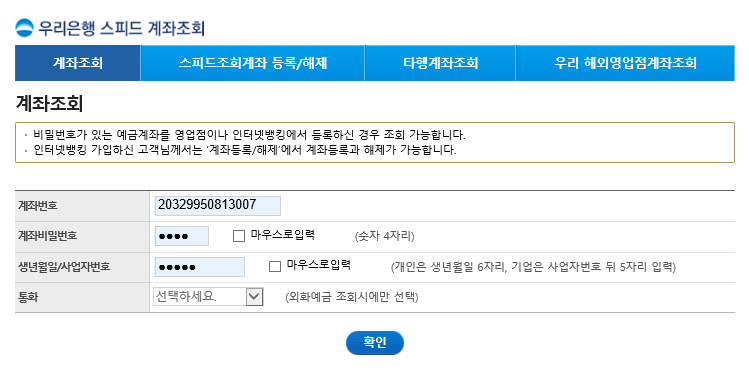 우리은행 스피드 계좌조회
계좌조회 스피드조회계좌 등록/해제 타행계좌조회 우리 해외영업점계좌조회
계좌조회
· 비밀번호가 있는 예금계좌를 영업점이나 인터넷뱅킹에서 등록하신 경우 조회 가능합니다.
· 인터넷뱅킹 가입하신 고객님께서는 '계좌등록/해제'에서 계좌등록과 해제가 가능합니다.
계좌번호 20329950813007
계좌비밀번호 ●●●● 마우스로입력 (숫자 4자리)
생년월일/사업자번호 ●●●●● 마우스로입력 (개인은 생년월일 6자리, 기업은 사업자번호 뒤 5자리 입력)
통화 선택하세요. (외화예금 조회시에만 선택)
확인